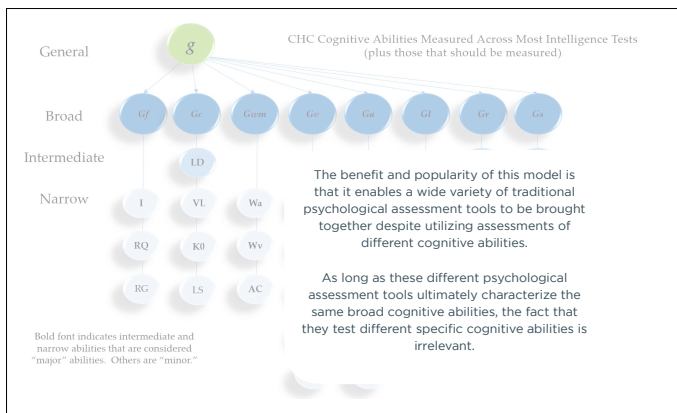 General
g
CHC Cognitive Abilities Measured Across Most Intelligence Tests
(plus those that should be measured)
Broad
Gf Gc Gwm Gv Ga Gl Gr Gs
Intermediate
LD
Narrow
I VL Wa
RQ K0 Wv
RG LS AC
The benefit and popularity of this model is
that it enables a wide variety of traditional
psychological assessment tools to be brought
together despite utilizing assessments of
different cognitive abilities.
As long as these different psychological
assessment tools ultimately characterize the
same broad cognitive abilities, the fact that
they test different specific cognitive abilities is
irrelevant.
Bold font indicates intermediate and
narrow abilities that are considered
“major” abilities. Others are “minor.”